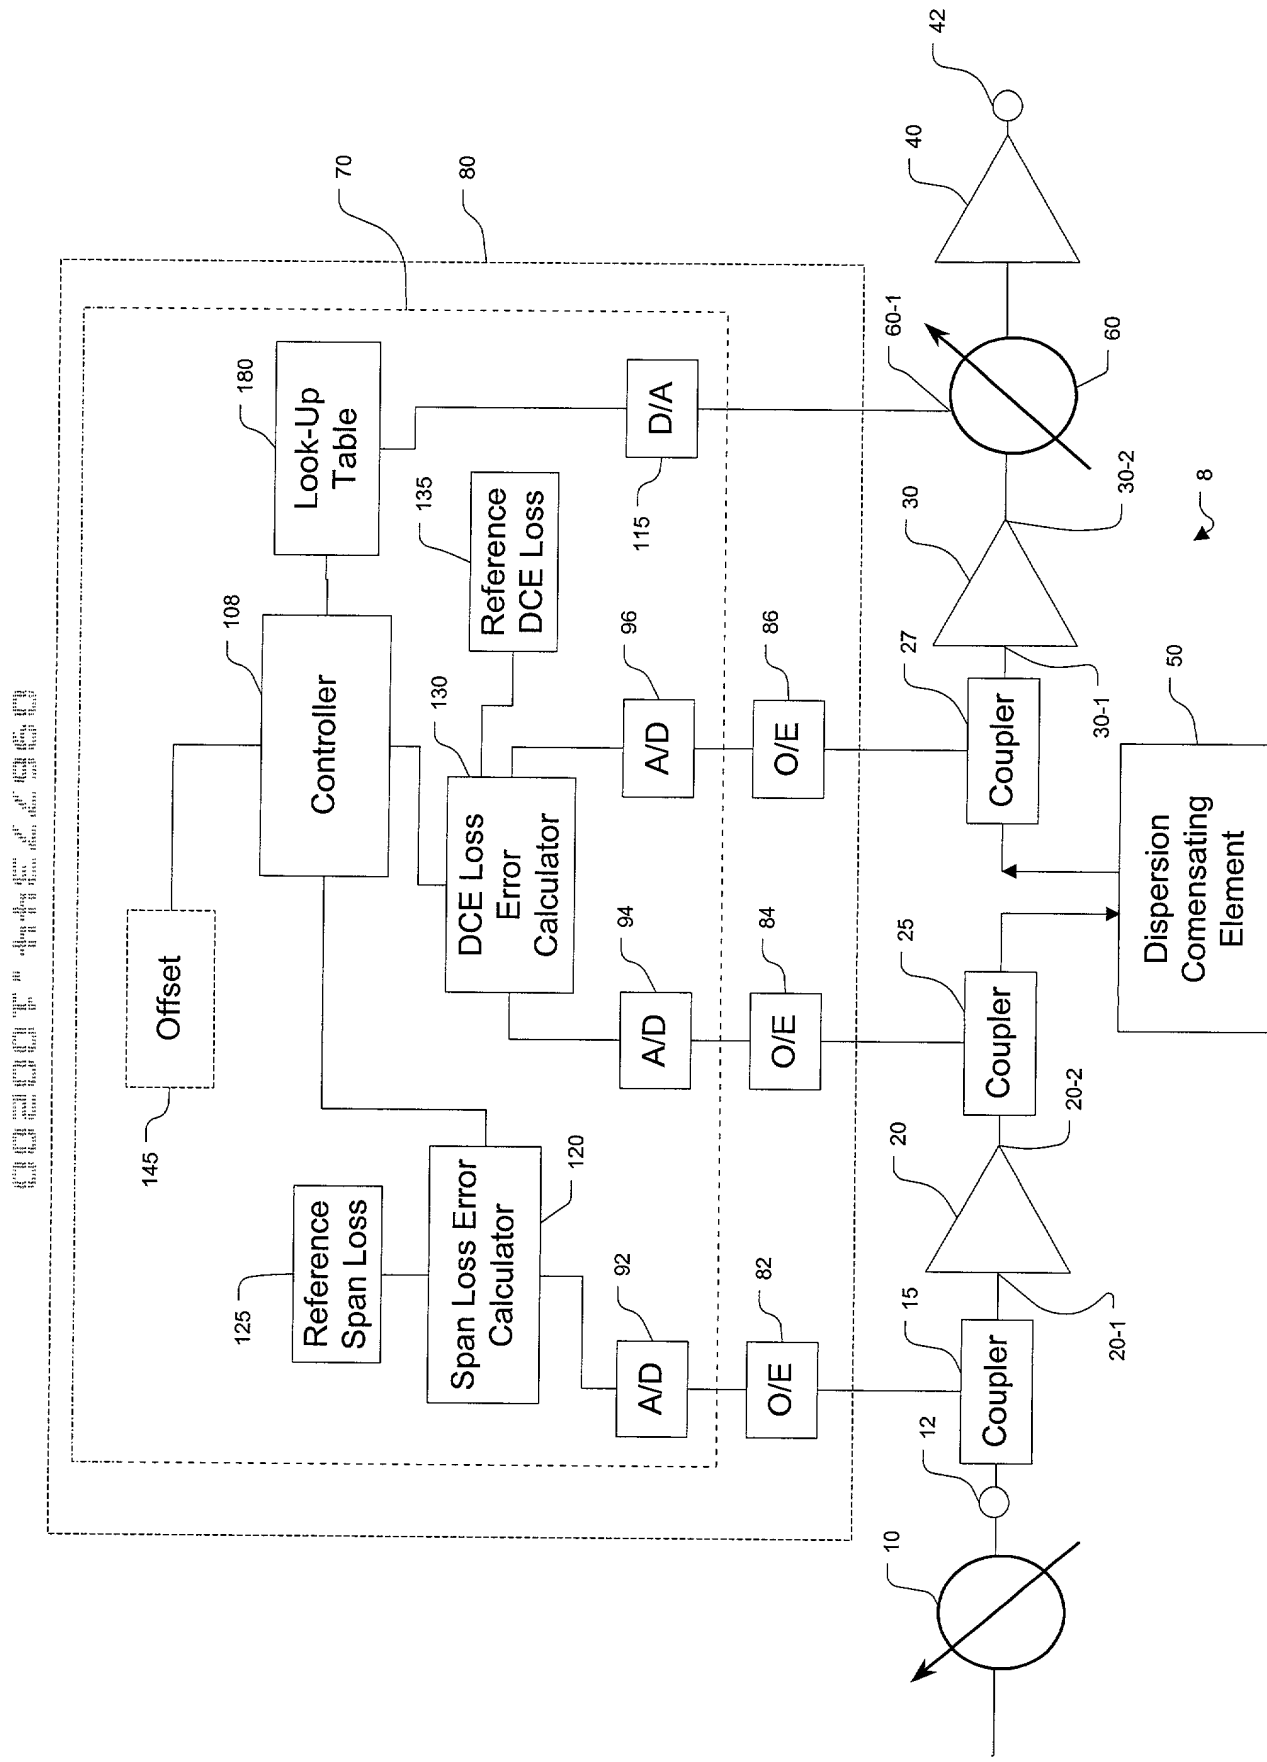 42
40
80
70
60-1
60
180
Look-Up
Table
D/A
115
135
Reference
DCE Loss
30-2
30
8
108
Controller
130
DCE Loss
Error
Calculator
96
A/D
86
O/E
27
Coupler
30-1
50
Dispersion
Comensating
Element
Offset
145
94
A/D
84
O/E
25
Coupler
20-2
20
125
Reference
Span Loss
120
Span Loss Error
Calculator
92
A/D
82
O/E
15
Coupler
20-1
12
10